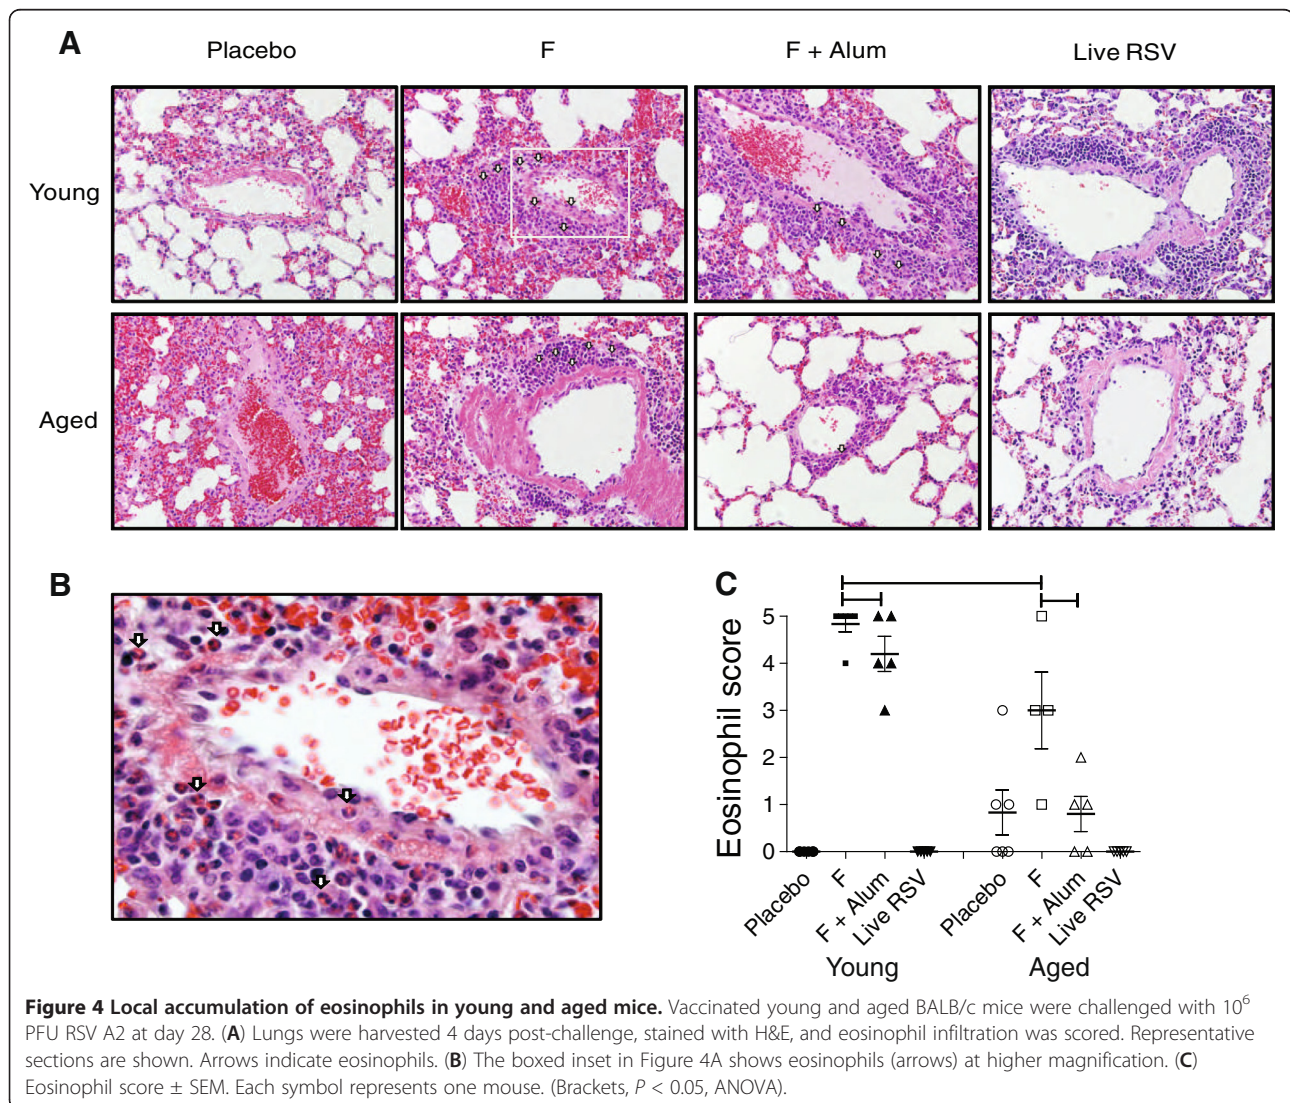 A
Placebo F F + Alum Live RSV
Young
Aged
B
C
Eosinophil score
5
4
3
2
1
0
Placebo F F + Alum Live RSV Placebo F F + Alum Live RSV
Young Aged
Figure 4 Local accumulation of eosinophils in young and aged mice. Vaccinated young and aged BALB/c mice were challenged with 10⁶
PFU RSV A2 at day 28. (A) Lungs were harvested 4 days post-challenge, stained with H&E, and eosinophil infiltration was scored. Representative
sections are shown. Arrows indicate eosinophils. (B) The boxed inset in Figure 4A shows eosinophils (arrows) at higher magnification. (C)
Eosinophil score ± SEM. Each symbol represents one mouse. (Brackets, P < 0.05, ANOVA).